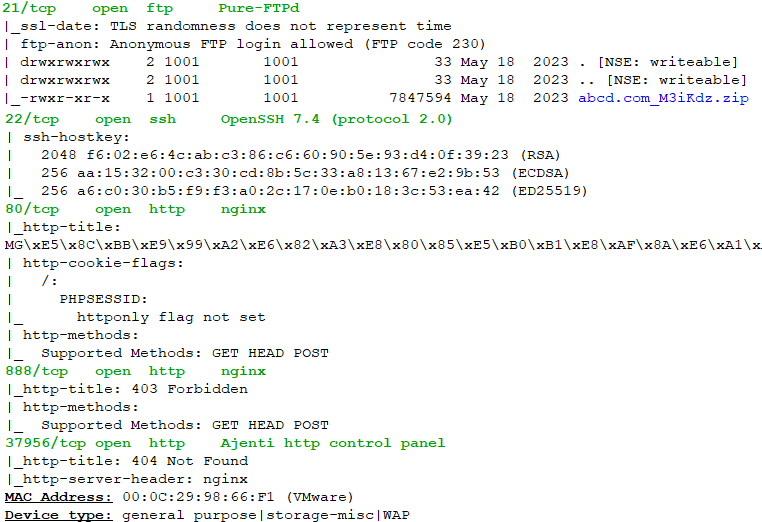 21/tcp open ftp Pure-FTPd
|_ssl-date: TLS randomness does not represent time
| ftp-anon: Anonymous FTP login allowed (FTP code 230)
| drwxrwxrwx 2 1001 1001 33 May 18 2023 . [NSE: writeable]
| drwxrwxrwx 2 1001 1001 33 May 18 2023 .. [NSE: writeable]
|_-rwxr-xr-x 1 1001 1001 7847594 May 18 2023 abcd.com_M3iKdz.zip
22/tcp open ssh OpenSSH 7.4 (protocol 2.0)
| ssh-hostkey:
| 2048 f6:02:e6:4c:ab:c3:86:c6:60:90:5e:93:d4:0f:39:23 (RSA)
| 256 aa:15:32:00:c3:30:cd:8b:5c:33:a8:13:67:e2:9b:53 (ECDSA)
|_ 256 a6:c0:30:b5:f9:f3:a0:2c:17:0e:b0:18:3c:53:ea:42 (ED25519)
80/tcp open http nginx
|_http-title:
MG\xE5\x8C\xBB\xE9\x99\xA2\xE6\x82\xA3\xE8\x80\x85\xE5\xB0\xB1\xE8\xAF\x8A\xE6\xA1\x
| http-cookie-flags:
| /:
| PHPSESSID:
|_ httponly flag not set
| http-methods:
|_ Supported Methods: GET HEAD POST
888/tcp open http nginx
|_http-title: 403 Forbidden
| http-methods:
|_ Supported Methods: GET HEAD POST
37956/tcp open http Ajenti http control panel
|_http-title: 404 Not Found
|_http-server-header: nginx
MAC Address: 00:0C:29:98:66:F1 (VMware)
Device type: general purpose|storage-misc|WAP